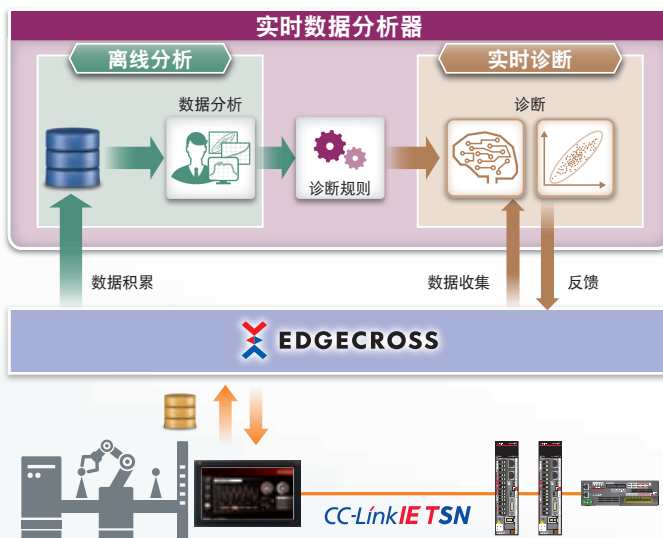 实时数据分析器
离线分析
实时诊断
数据分析
诊断
诊断规则
数据积累
数据收集
反馈
EDGECROSS
CC-Link IE TSN